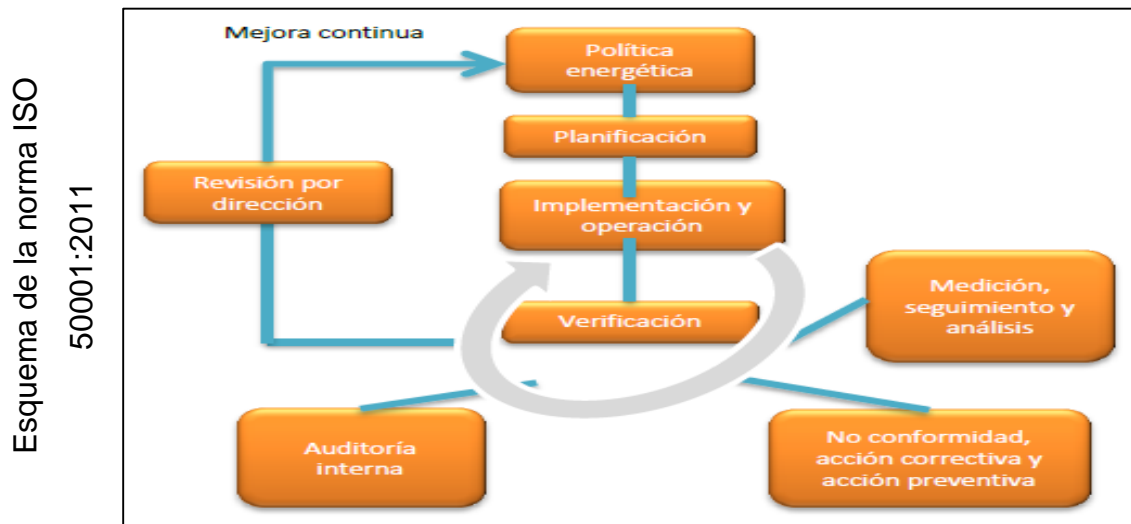 Esquema de la norma ISO
50001:2011
Mejora continua
Política
energética
Planificación
Revisión por
dirección
Implementación y
operación
Verificación
Medición,
seguimiento y
análisis
Auditoría
interna
No conformidad,
acción correctiva y
acción preventiva